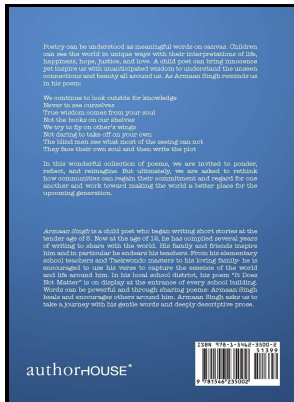 Poetry can be understood as meaningful words on canvas. Children
can see the world in unique ways with their interpretations of life,
happiness, hope, justice, and love. A child poet can bring innocence
yet inspire us with unanticipated wisdom to understand the unseen
connections and beauty all around us. As Armaan Singh reminds us
in his poem:
We continue to look outside for knowledge
Never to see ourselves
True wisdom comes from your soul
Not the books on our shelves
We try to fly on other's wings
Not daring to take off on your own
The blind men see what most of the seeing can not
They face their own soul and then write the plot
In this wonderful collection of poems, we are invited to ponder,
reflect, and reimagine. But ultimately, we are asked to rethink
how communities can regain their commitment and regard for one
another and work toward making the world a better place for the
upcoming generation.
Armaan Singh is a child poet who began writing short stories at the
tender age of 5. Now at the age of 12, he has compiled several years
of writing to share with the world. His family and friends inspire
him and in particular he endears his teachers. From his elementary
school teachers and Taekwondo masters to his loving family- he is
encouraged to use his verse to capture the essence of the world
and life around him. In his local school district, his poem "It Does
Not Matter" is on display at the entrance of every school building.
Words can be powerful and through sharing poems- Armaan Singh
heals and encourages others around him. Armaan Singh asks us to
take a journey with his gentle words and deeply descriptive prose.
authorHOUSE®
ISBN 978-1-5462-3500-2
51399
9 781546 235002